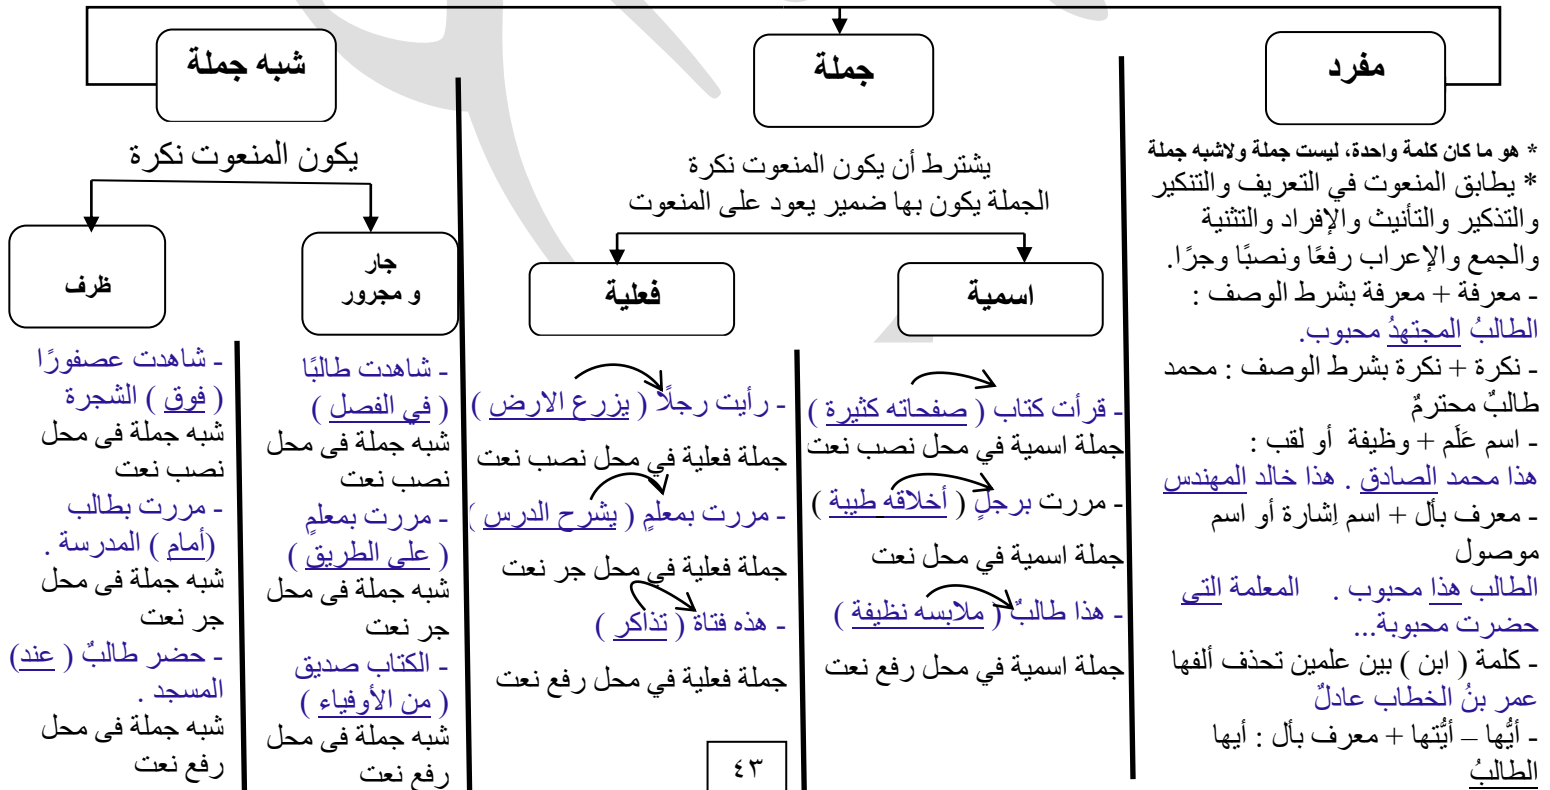 مفرد
* هو ما كان كلمة واحدة، ليست جملة ولاشبه جملة
* يطابق المنعوت في التعريف والتنكير
والتذكير والتأنيث والإفراد والتثنية
والجمع والإعراب رفعًا ونصبًا وجرًا.
- معرفة + معرفة بشرط الوصف :
الطالبُ المجتهدُ محبوب.
- نكرة + نكرة بشرط الوصف : محمد
طالبٌ محترمٌ
- اسم عَلَم + وظيفة أو لقب :
هذا محمد الصادق . هذا خالد المهندس
- معرف بأل + اسم إشارة أو اسم
موصول
الطالب هذا محبوب . المعلمة التي
حضرت محبوبة...
- كلمة ( ابن ) بين علمين تحذف ألفها
عمر بنُ الخطاب عادلٌ
- أيُّها – أيُّتها + معرف بأل : أيها
الطالبُ
جملة
يشترط أن يكون المنعوت نكرة
الجملة يكون بها ضمير يعود على المنعوت
اسمية
- قرأت كتاب ( صفحاته كثيرة )
جملة اسمية في محل نصب نعت
- مررت برجلٍ ( أخلاقه طيبة )
جملة اسمية في محل نعت
- هذا طالبٌ ( ملابسه نظيفة )
جملة اسمية في محل رفع نعت
فعلية
- رأيت رجلًا ( يزرع الارض )
جملة فعلية في محل نصب نعت
- مررت بمعلمٍ ( يشرح الدرس )
جملة فعلية في محل جر نعت
- هذه فتاة ( تذاكر )
جملة فعلية في محل رفع نعت
شبه جملة
يكون المنعوت نكرة
جار
و مجرور
- شاهدت طالبًا
( في الفصل )
شبه جملة فى محل
نصب نعت
- مررت بمعلمٍ
( على الطريق )
شبه جملة فى محل
جر نعت
- الكتاب صديق
( من الأوفياء )
شبه جملة فى محل
رفع نعت
ظرف
- شاهدت عصفورًا
( فوق ) الشجرة
شبه جملة فى محل
نصب نعت
- مررت بطالب
(أمام ) المدرسة .
شبه جملة فى محل
جر نعت
- حضر طالبٌ ( عند)
المسجد .
شبه جملة فى محل
رفع نعت
٤٣